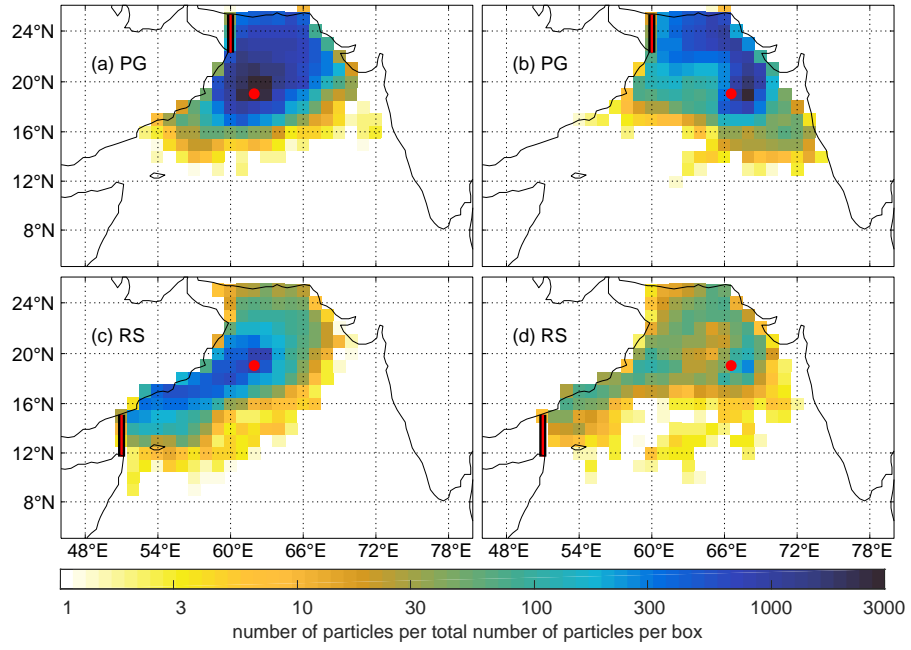 24°N
20°N
16°N
12°N
8°N
(a) PG
(b) PG
24°N
20°N
16°N
12°N
8°N
(c) RS
(d) RS
48°E 54°E 60°E 66°E 72°E 78°E
48°E 54°E 60°E 66°E 72°E 78°E
1 3 10 30 100 300 1000 3000
number of particles per total number of particles per box